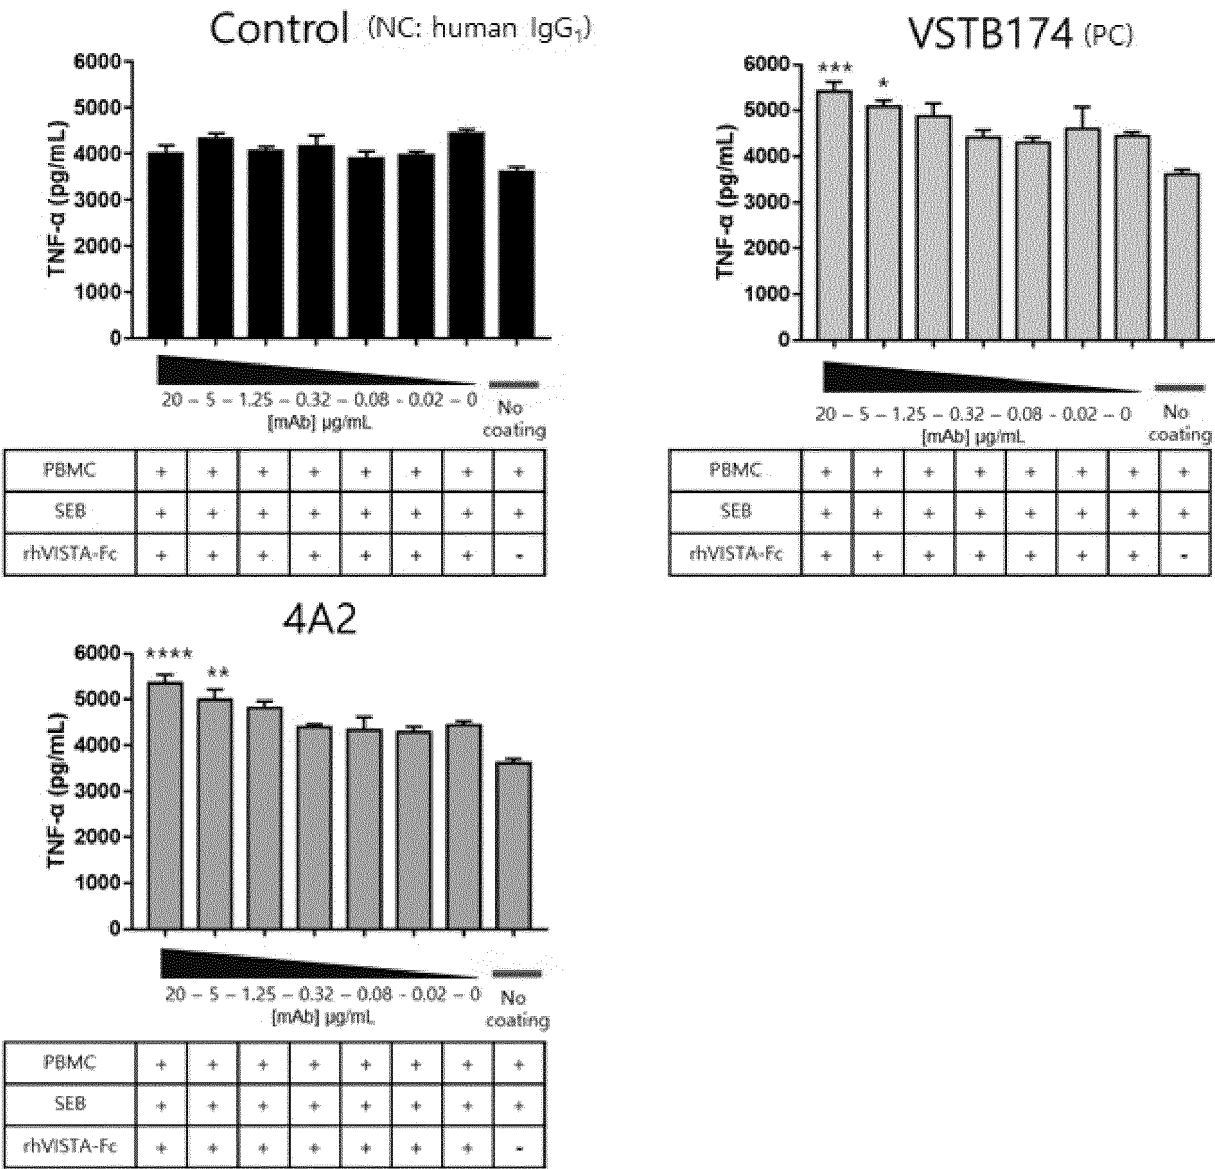 Control (NC: human IgG₁)
6000
5000
4000
3000
2000
1000
0
TNF-α (pg/mL)
20 – 5 – 1.25 – 0.32 – 0.08 - 0.02 – 0
[mAb] μg/mL
No
coating
PBMC + + + + + + + +
SEB + + + + + + + +
rhVISTA-Fc + + + + + + + -
VSTB174 (PC)
6000
5000
4000
3000
2000
1000
0
TNF-α (pg/mL)
*** *
20 – 5 – 1.25 – 0.32 – 0.08 - 0.02 – 0
[mAb] μg/mL
No
coating
PBMC + + + + + + + +
SEB + + + + + + + +
rhVISTA-Fc + + + + + + + -
4A2
6000
5000
4000
3000
2000
1000
0
TNF-α (pg/mL)
**** **
20 – 5 – 1.25 – 0.32 – 0.08 - 0.02 – 0
[mAb] μg/mL
No
coating
PBMC + + + + + + + +
SEB + + + + + + + +
rhVISTA-Fc + + + + + + + -